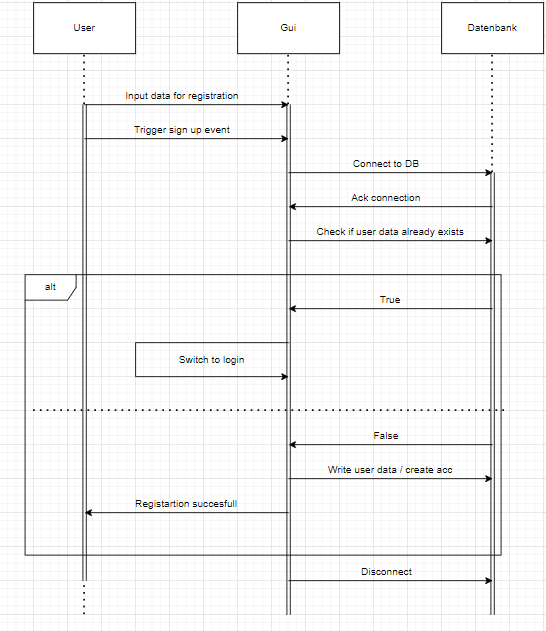 User
Gui
Datenbank
Input data for registration
Trigger sign up event
Connect to DB
Ack connection
Check if user data already exists
alt
True
Switch to login
False
Write user data / create acc
Registartion succesfull
Disconnect